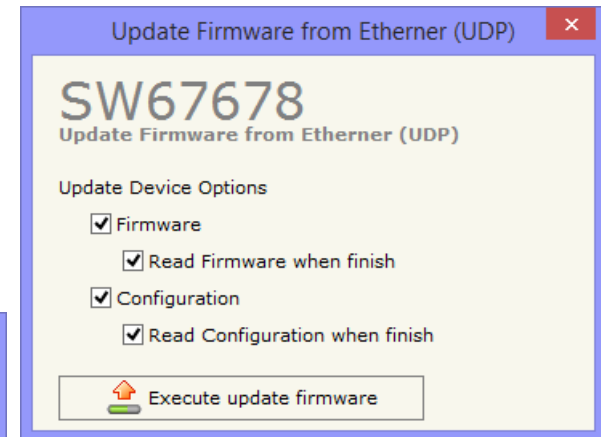 Update Firmware from Etherner (UDP)
SW67678
Update Firmware from Etherner (UDP)
Update Device Options
Firmware
Read Firmware when finish
Configuration
Read Configuration when finish
Execute update firmware